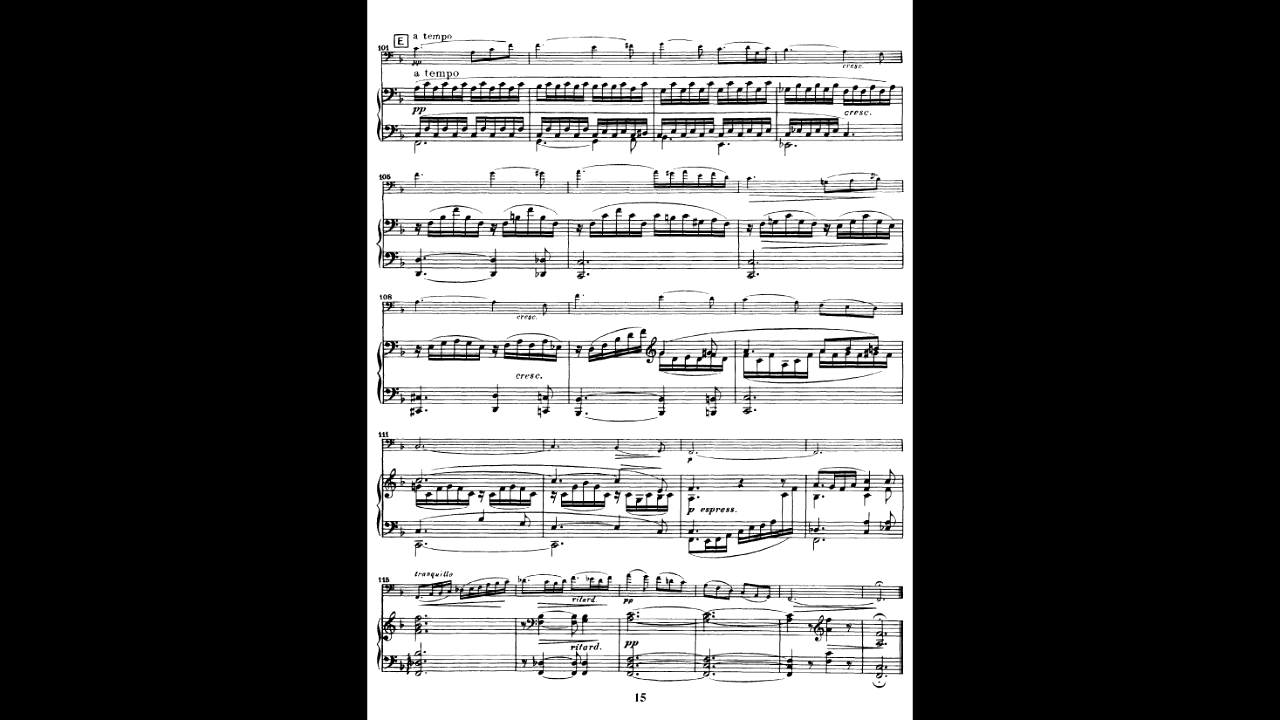 E a tempo
101
pp cresc.
a tempo
pp cresc.
105
108
cresc.
cresc.
111
p
p espress.
115 tranquillo
ritard. pp
ritard. pp
15